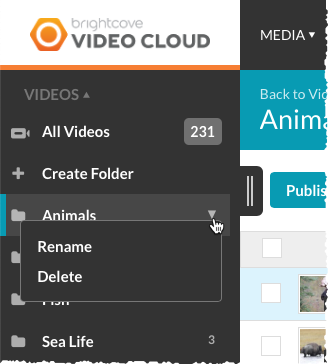 brightcove
VIDEO CLOUD
MEDIA
VIDEOS
All Videos 231
Create Folder
Animals
Rename
Delete
Fish
Sea Life 3
Back to Vid
Anima
Publis